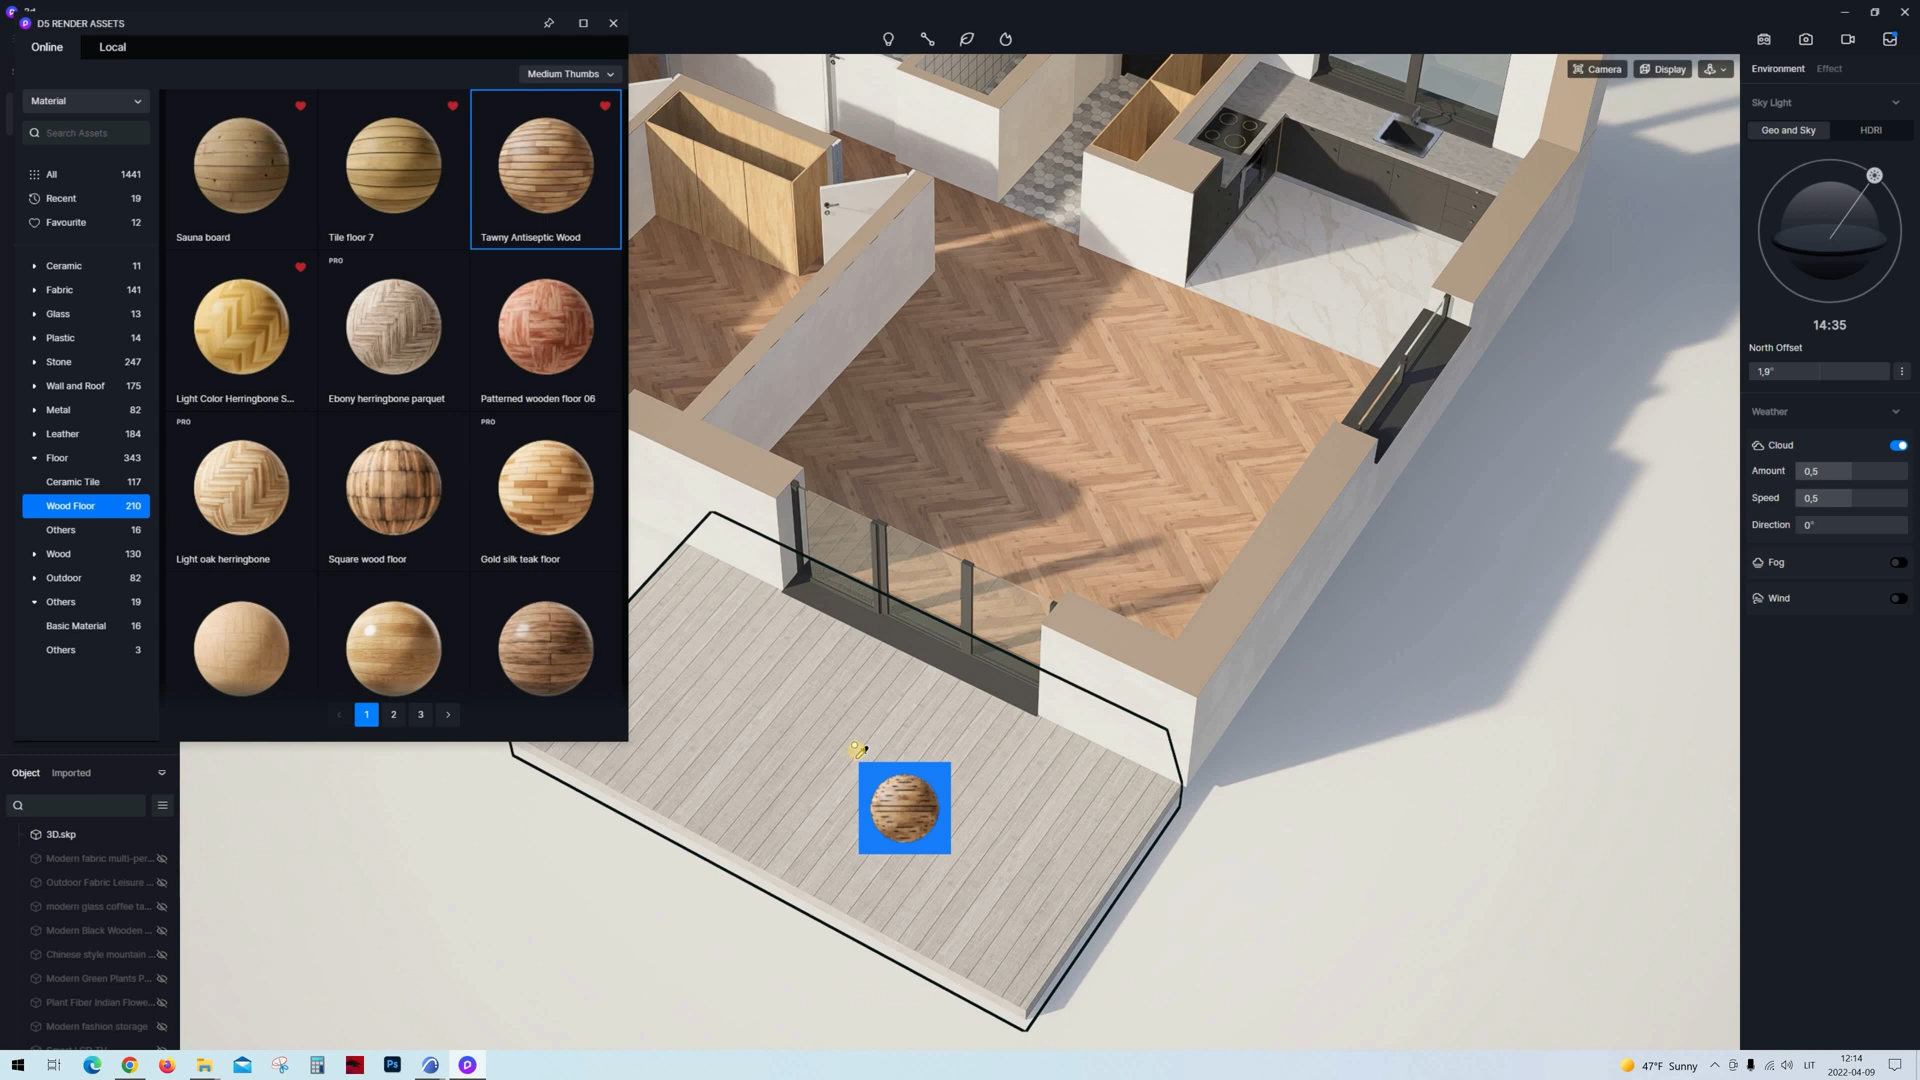 D5 RENDER ASSETS
Online
Local
Medium Thumbs
Material
Search Assets
All 1441
Recent 19
Favourite 12
Ceramic 11
Fabric 141
Glass 13
Plastic 14
Stone 247
Wall and Roof 175
Metal 82
Leather 184
Floor 343
Ceramic Tile 117
Wood Floor 210
Others 16
Wood 130
Outdoor 82
Others 19
Basic Material 16
Others 3
Sauna board
Tile floor 7
Tawny Antiseptic Wood
PRO
Light Color Herringbone S...
Ebony herringbone parquet
Patterned wooden floor 06
PRO
PRO
Light oak herringbone
Square wood floor
Gold silk teak floor
1 2 3
Object
Imported
3D.skp
Modern fabric multi-per...
Outdoor Fabric Leisure ...
modern glass coffee ta...
Modern Black Wooden ...
Chinese style mountain ...
Modern Green Plants P...
Plant Fiber Indian Flowe...
Modern fashion storage
Camera
Display
Environment
Effect
Sky Light
Geo and Sky
HDRI
14:35
North Offset
1,9°
Weather
Cloud
Amount 0,5
Speed 0,5
Direction 0°
Fog
Wind
Ps
47°F Sunny
LIT
12:14
2022-04-09